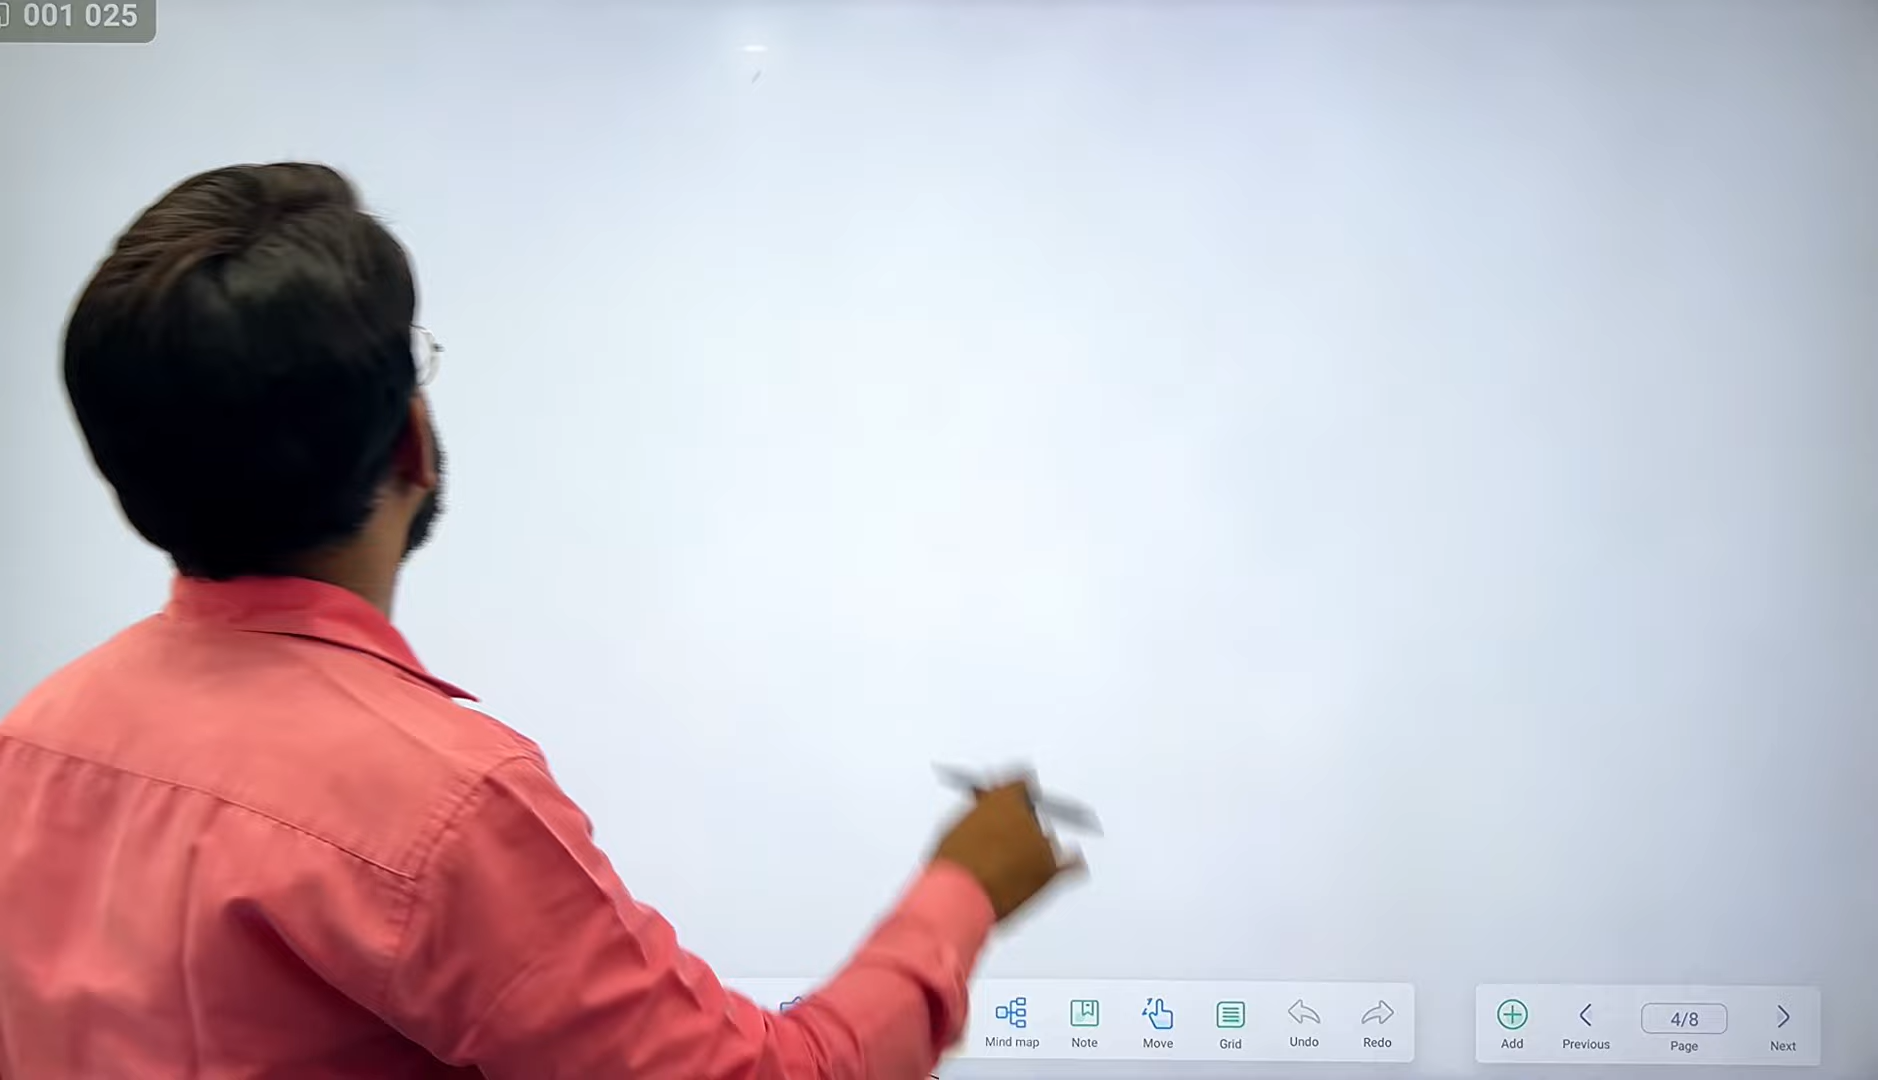 001 025
Mind map
Note
Move
Grid
Undo
Redo
Add
Previous
4/8
Page
Next